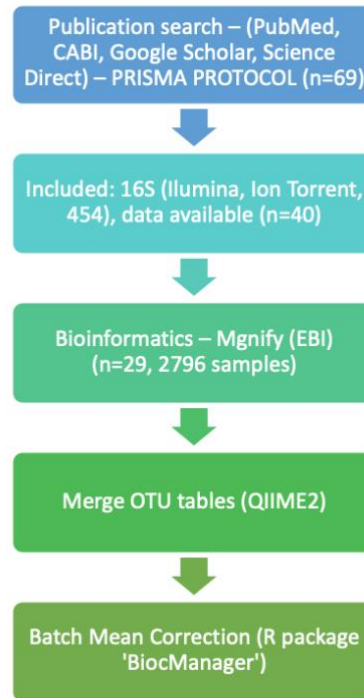 Publication search – (PubMed,
CABI, Google Scholar, Science
Direct) – PRISMA PROTOCOL (n=69)
Included: 16S (Ilumina, Ion Torrent,
454), data available (n=40)
Bioinformatics – Mgnify (EBI)
(n=29, 2796 samples)
Merge OTU tables (QIIME2)
Batch Mean Correction (R package
'BiocManager')